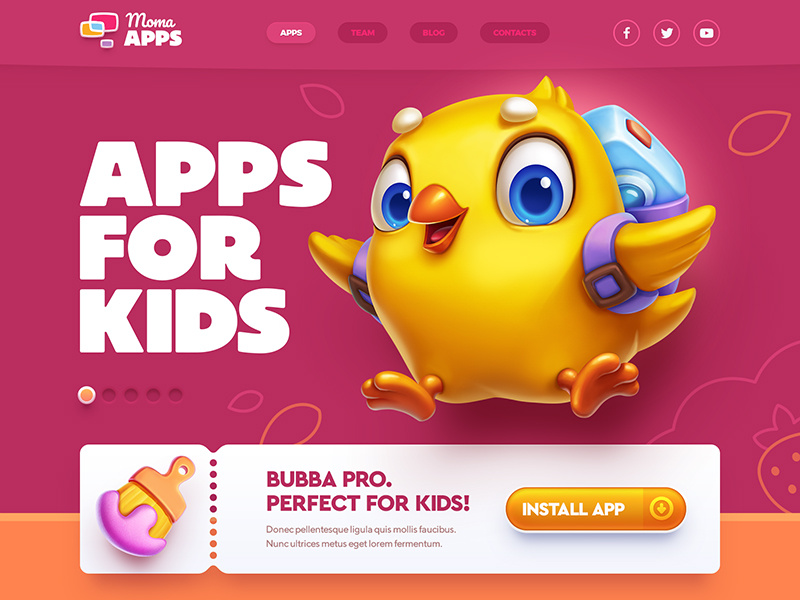 Moma
APPS
APPS
TEAM
BLOG
CONTACTS
APPS
FOR
KIDS
BUBBA PRO.
PERFECT FOR KIDS!
Donec pellentesque ligula quis mollis faucibus.
Nunc ultrices metus eget lorem fermentum.
INSTALL APP